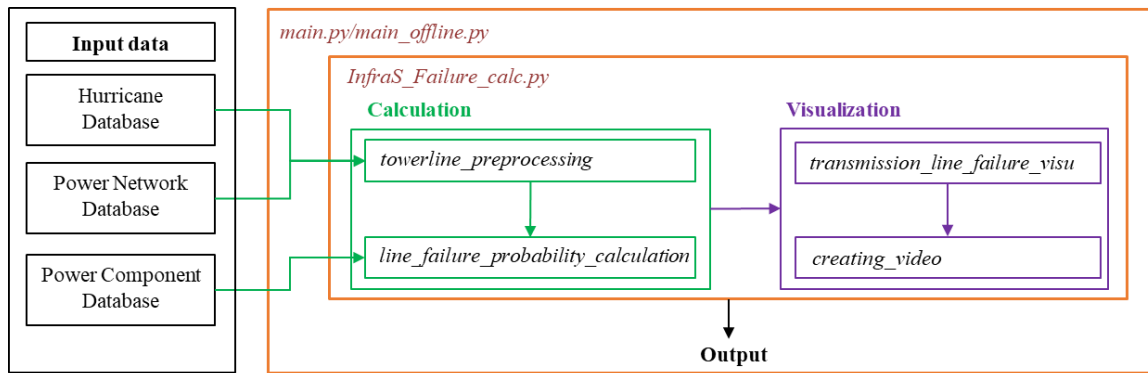 Input data
Hurricane
Database
Power Network
Database
Power Component
Database
main.py/main_offline.py
InfraS_Failure_calc.py
Calculation
towerline_preprocessing
line_failure_probability_calculation
Visualization
transmission_line_failure_visu
creating_video
Output